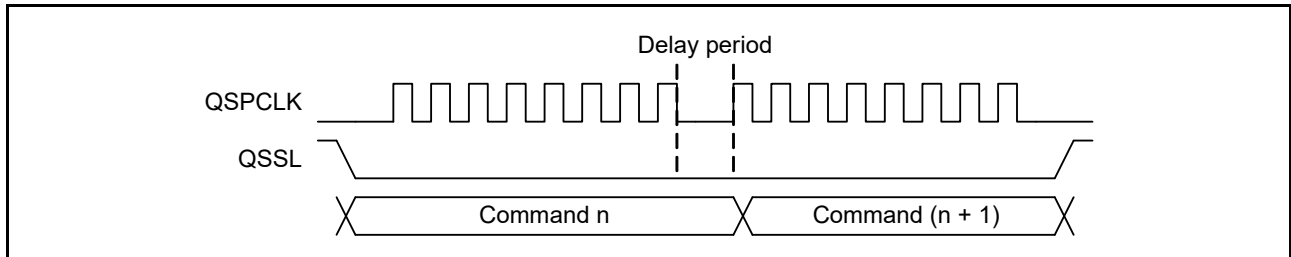 Delay period
QSPCLK
QSSL
Command n
Command (n + 1)